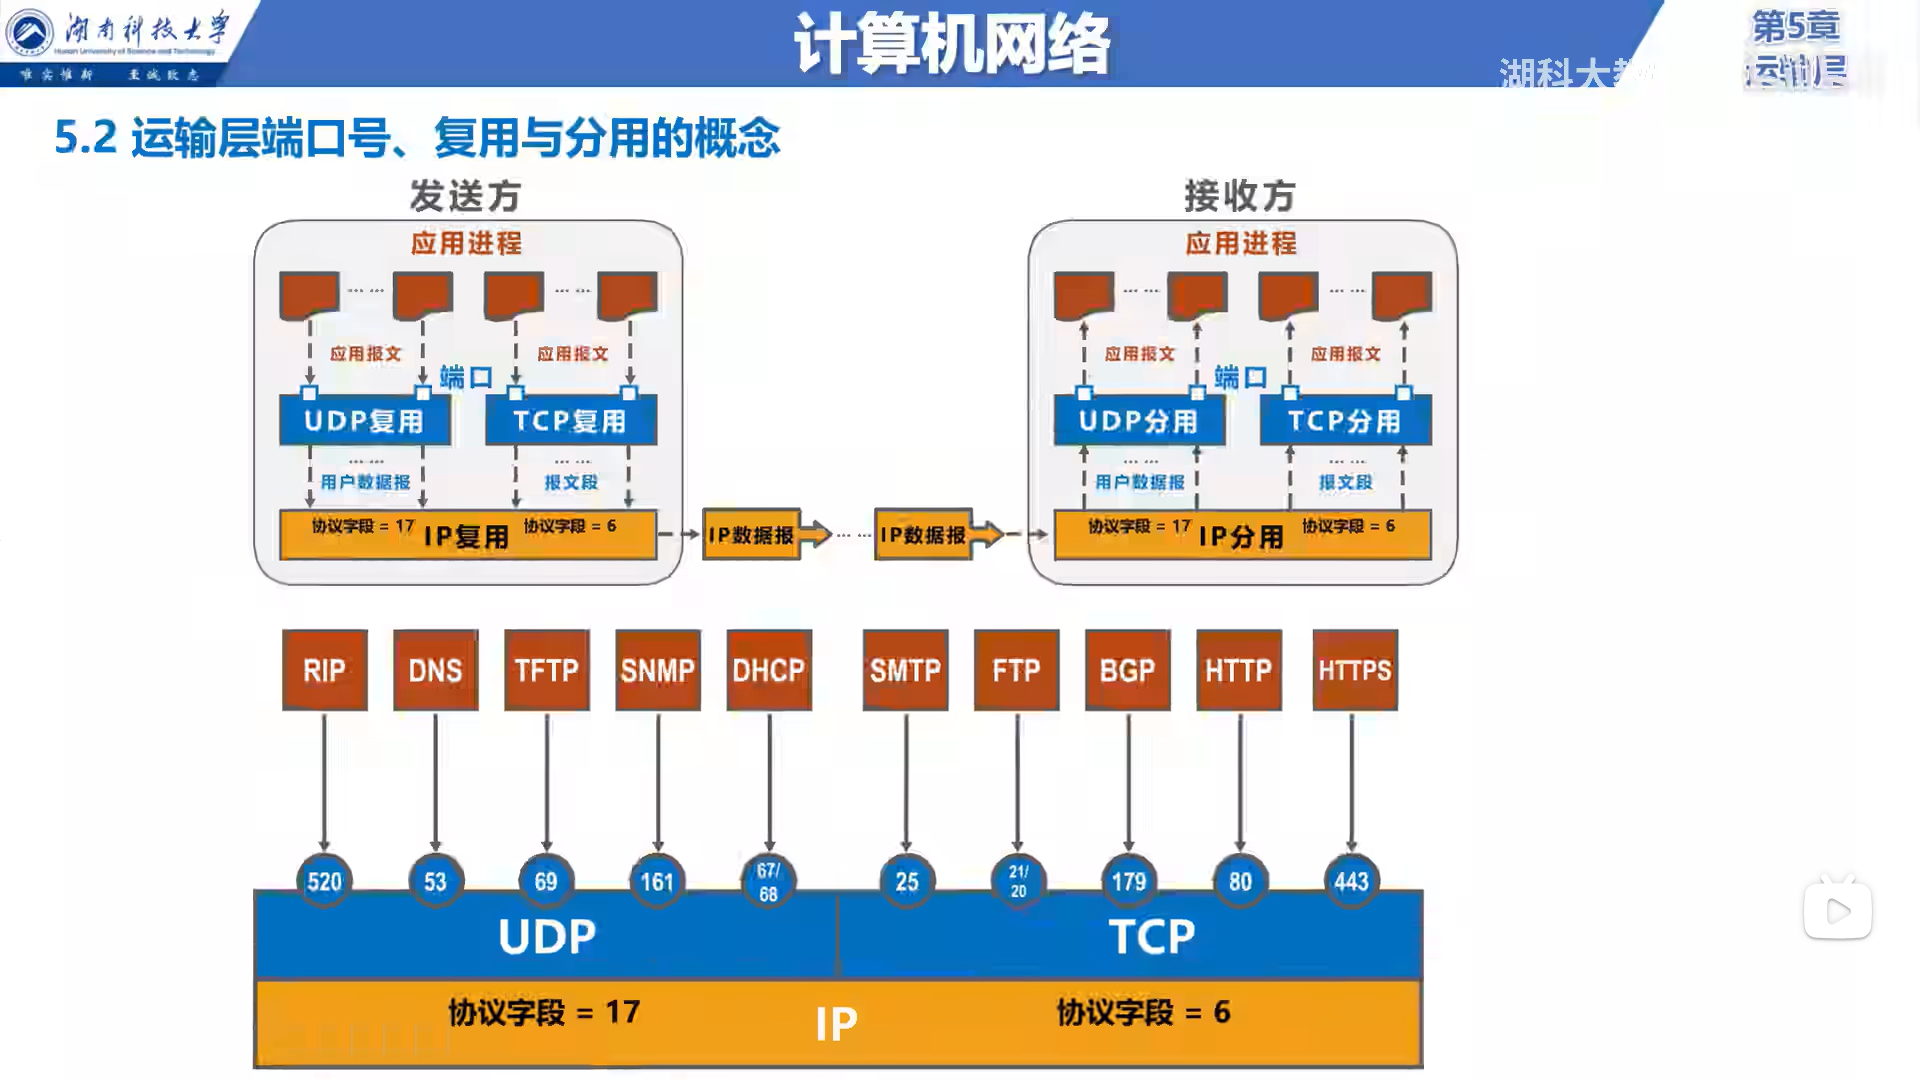 湖南科技大学
Hunan University of Science and Technology
唯实惟新 至诚致志
计算机网络
第5章
运输层
湖科大教
5.2 运输层端口号、复用与分用的概念
发送方
接收方
应用进程
应用进程
…… ……
…… ……
应用报文 应用报文
应用报文 应用报文
端口
端口
UDP复用 TCP复用
UDP分用 TCP分用
…… ……
…… ……
用户数据报 报文段
用户数据报 报文段
协议字段 = 17 IP复用 协议字段 = 6
IP数据报 …… IP数据报
协议字段 = 17 IP分用 协议字段 = 6
RIP DNS TFTP SNMP DHCP SMTP FTP BGP HTTP HTTPS
520 53 69 161 67/68 25 21/20 179 80 443
UDP TCP
协议字段 = 17 IP 协议字段 = 6